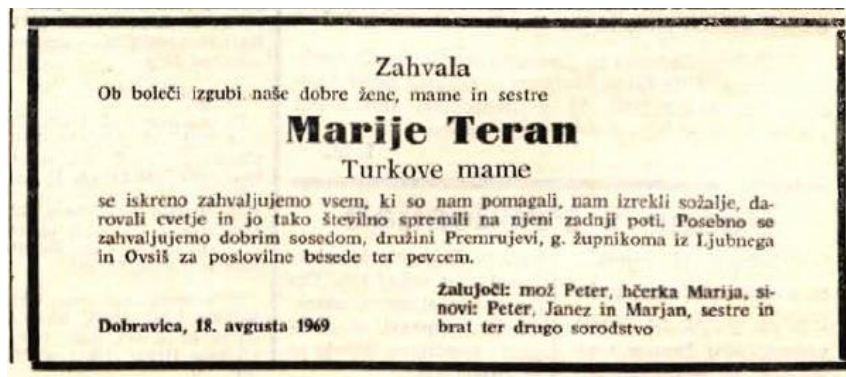 Zahvala
Ob boleči izgubi naše dobre žene, mame in sestre
Marije Teran
Turkove mame
se iskreno zahvaljujemo vsem, ki so nam pomagali, nam izrekli sožalje, da-
rovali cvetje in jo tako številno spremili na njeni zadnji poti. Posebno se
zahvaljujemo dobrim sosedom, družini Premrujevi, g. župnikoma iz Ljubnega
in Ovsiš za poslovilne besede ter pevcem.
Žalujoči: mož Peter, hčerka Marija, si-
novi: Peter, Janez in Marjan, sestre in
Dobravica, 18. avgusta 1969 brat ter drugo sorodstvo